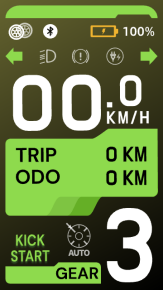 100%
00.0
KM/H
TRIP 0 KM
ODO 0 KM
KICK
START
AUTO
GEAR 3